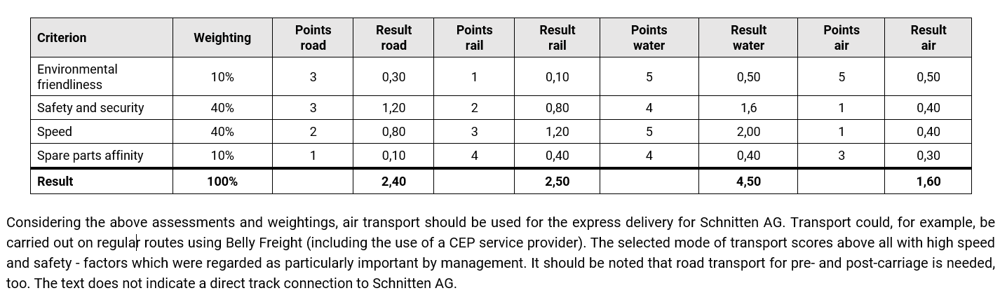 Criterion Weighting Points road Result road Points rail Result rail Points water Result water Points air Result air
Environmental friendliness 10% 3 0,30 1 0,10 5 0,50 5 0,50
Safety and security 40% 3 1,20 2 0,80 4 1,6 1 0,40
Speed 40% 2 0,80 3 1,20 5 2,00 1 0,40
Spare parts affinity 10% 1 0,10 4 0,40 4 0,40 3 0,30
Result 100% 2,40 2,50 4,50 1,60
Considering the above assessments and weightings, air transport should be used for the express delivery for Schnitten AG. Transport could, for example, be
carried out on regular routes using Belly Freight (including the use of a CEP service provider). The selected mode of transport scores above all with high speed
and safety - factors which were regarded as particularly important by management. It should be noted that road transport for pre- and post-carriage is needed,
too. The text does not indicate a direct track connection to Schnitten AG.